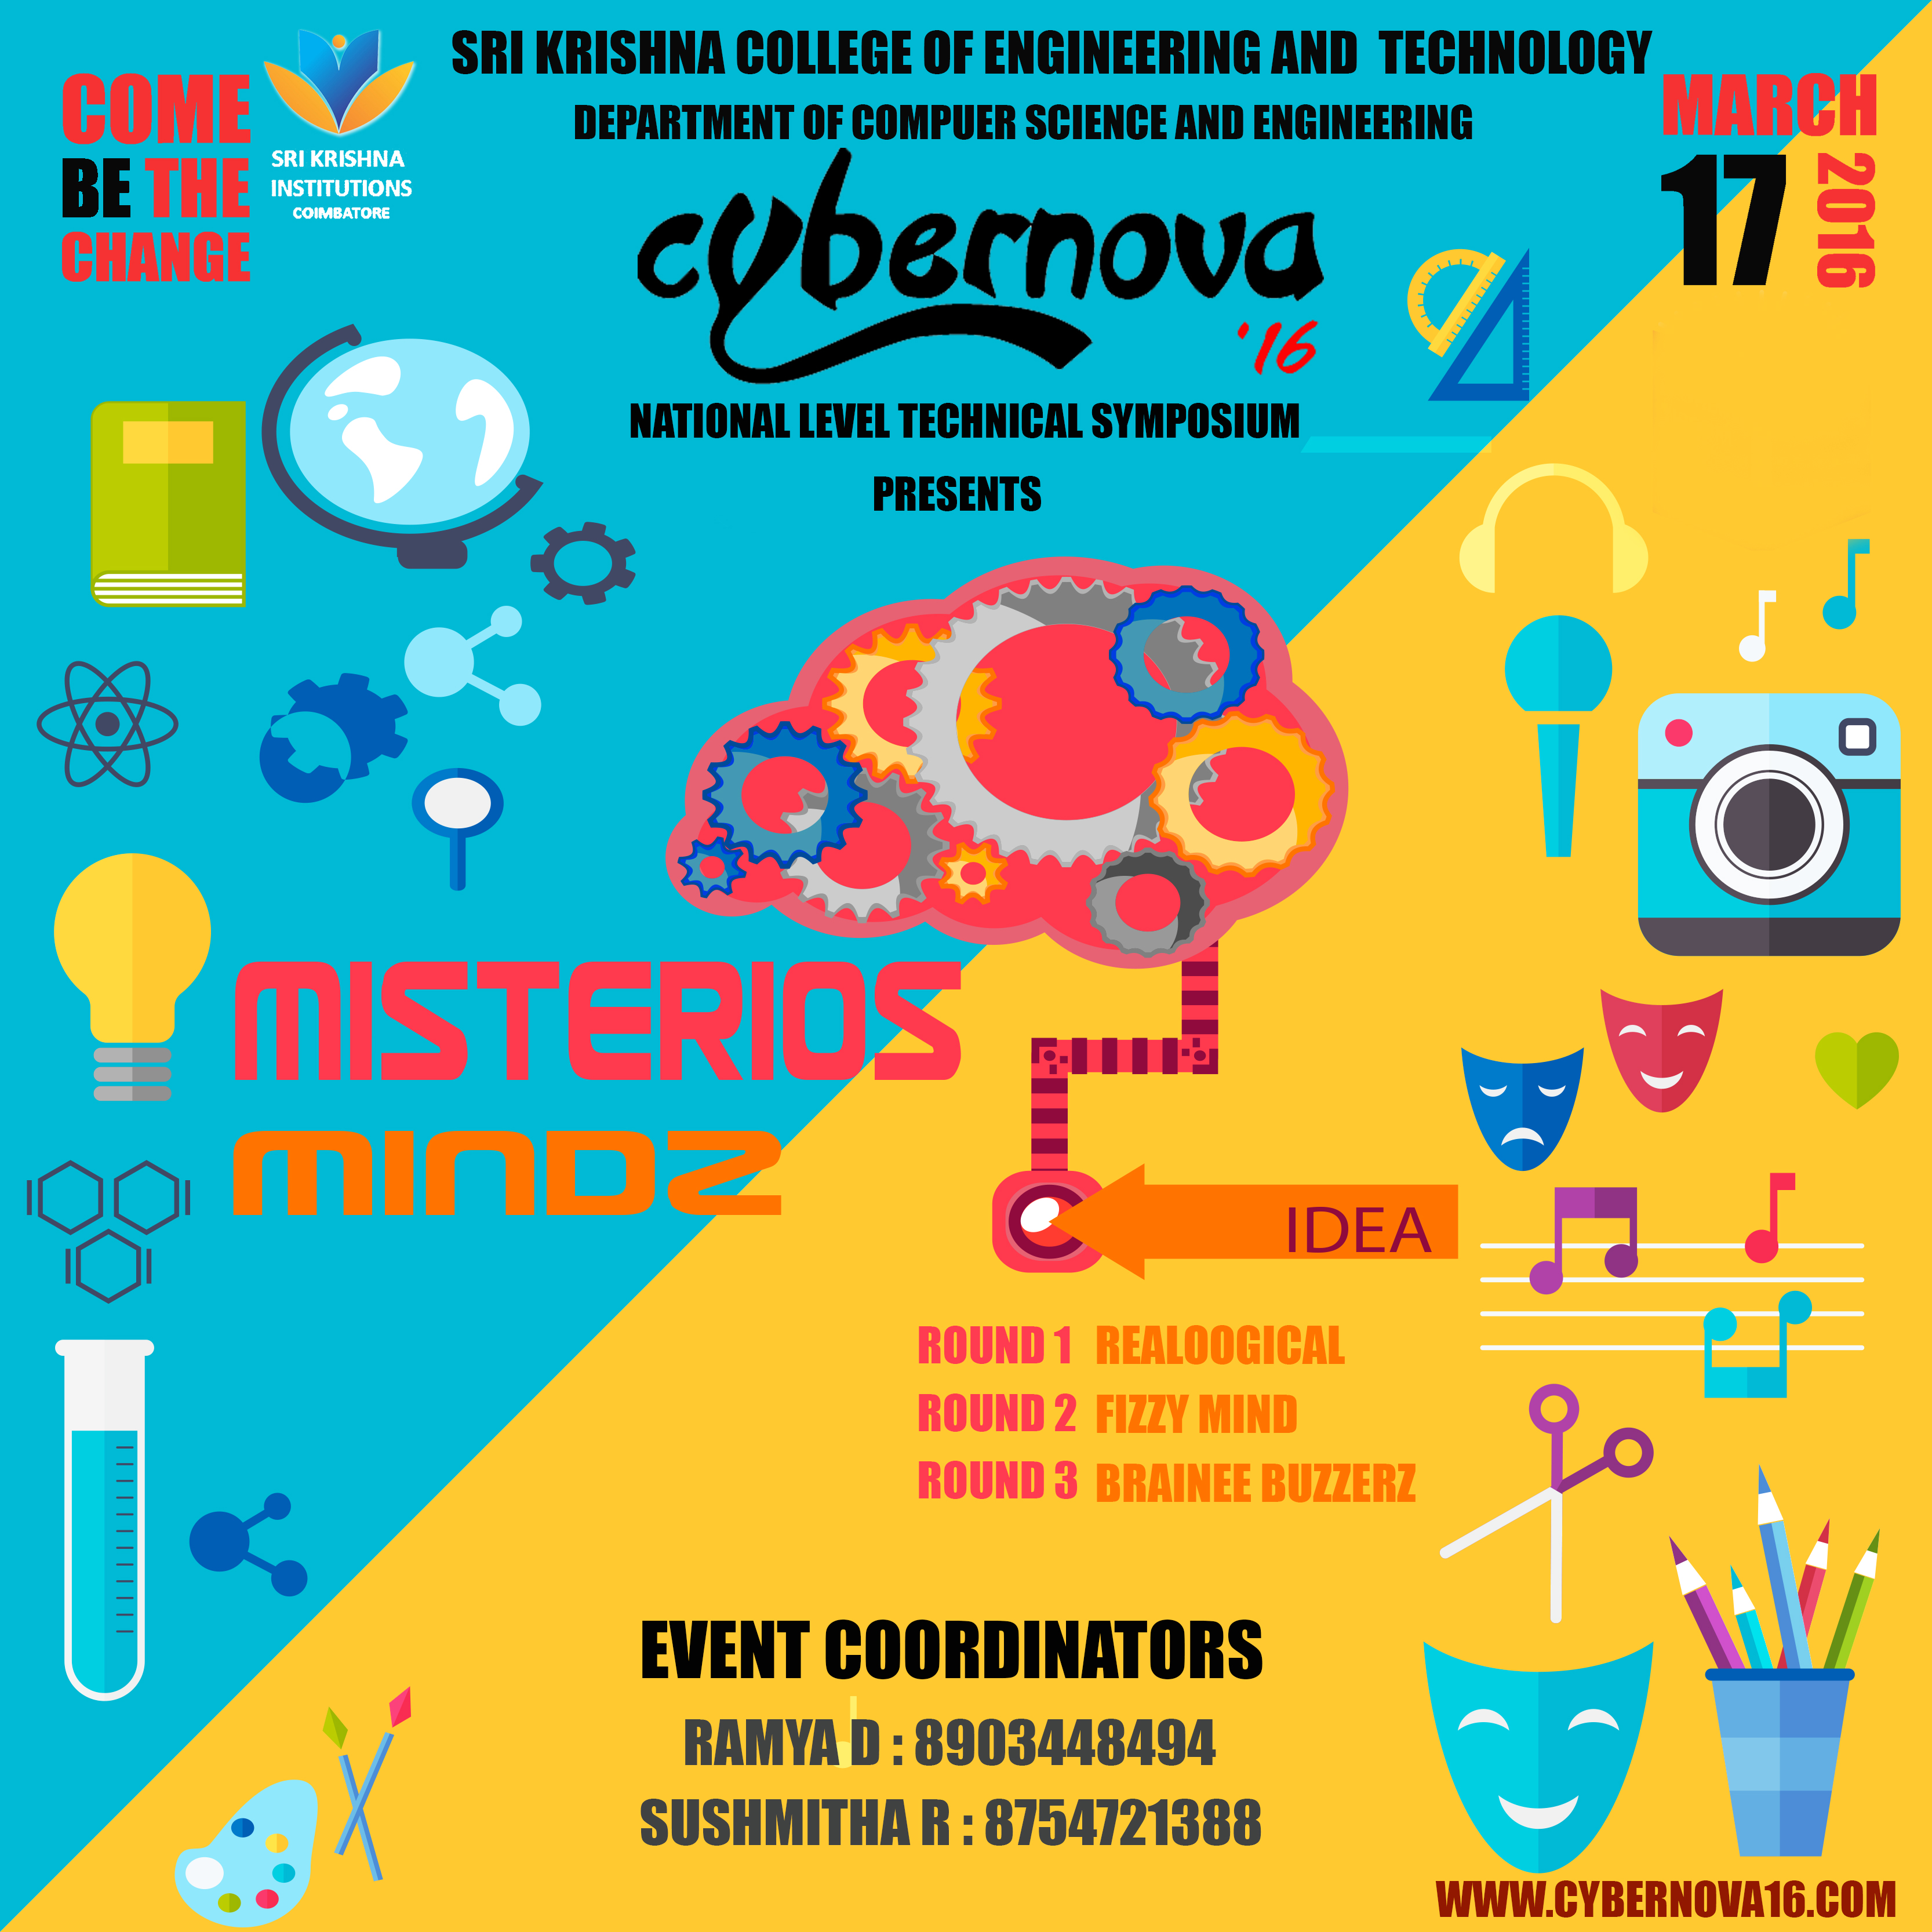 SRI KRISHNA COLLEGE OF ENGINEERING AND TECHNOLOGY
DEPARTMENT OF COMPUER SCIENCE AND ENGINEERING
COME
BE THE
CHANGE
SRI KRISHNA
INSTITUTIONS
COIMBATORE
MARCH
17
2016
cybernova
'16
NATIONAL LEVEL TECHNICAL SYMPOSIUM
PRESENTS
MISTERIOS
MINDZ
IDEA
ROUND 1 REALOOGICAL
ROUND 2 FIZZY MIND
ROUND 3 BRAINEE BUZZERZ
EVENT COORDINATORS
RAMYA D : 8903448494
SUSHMITHA R : 8754721388
WWW.CYBERNOVA16.COM